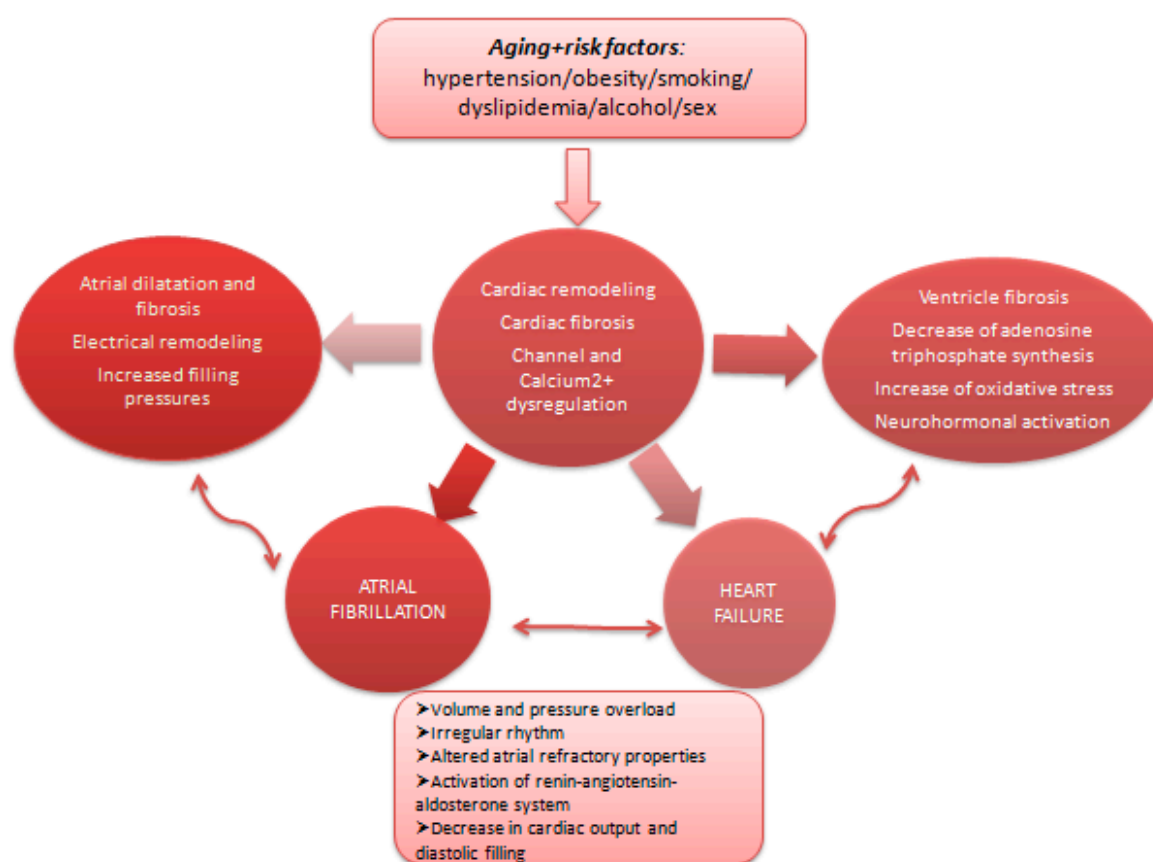 Aging+risk factors:
hypertension/obesity/smoking/
dyslipidemia/alcohol/sex
Atrial dilatation and
fibrosis
Electrical remodeling
Increased filling
pressures
Cardiac remodeling
Cardiac fibrosis
Channel and
Calcium2+
dysregulation
Ventricle fibrosis
Decrease of adenosine
triphosphate synthesis
Increase of oxidative stress
Neurohormonal activation
ATRIAL
FIBRILLATION
HEART
FAILURE
➤Volume and pressure overload
➤Irregular rhythm
➤Altered atrial refractory properties
➤Activation of renin-angiotensin-
aldosterone system
➤Decrease in cardiac output and
diastolic filling